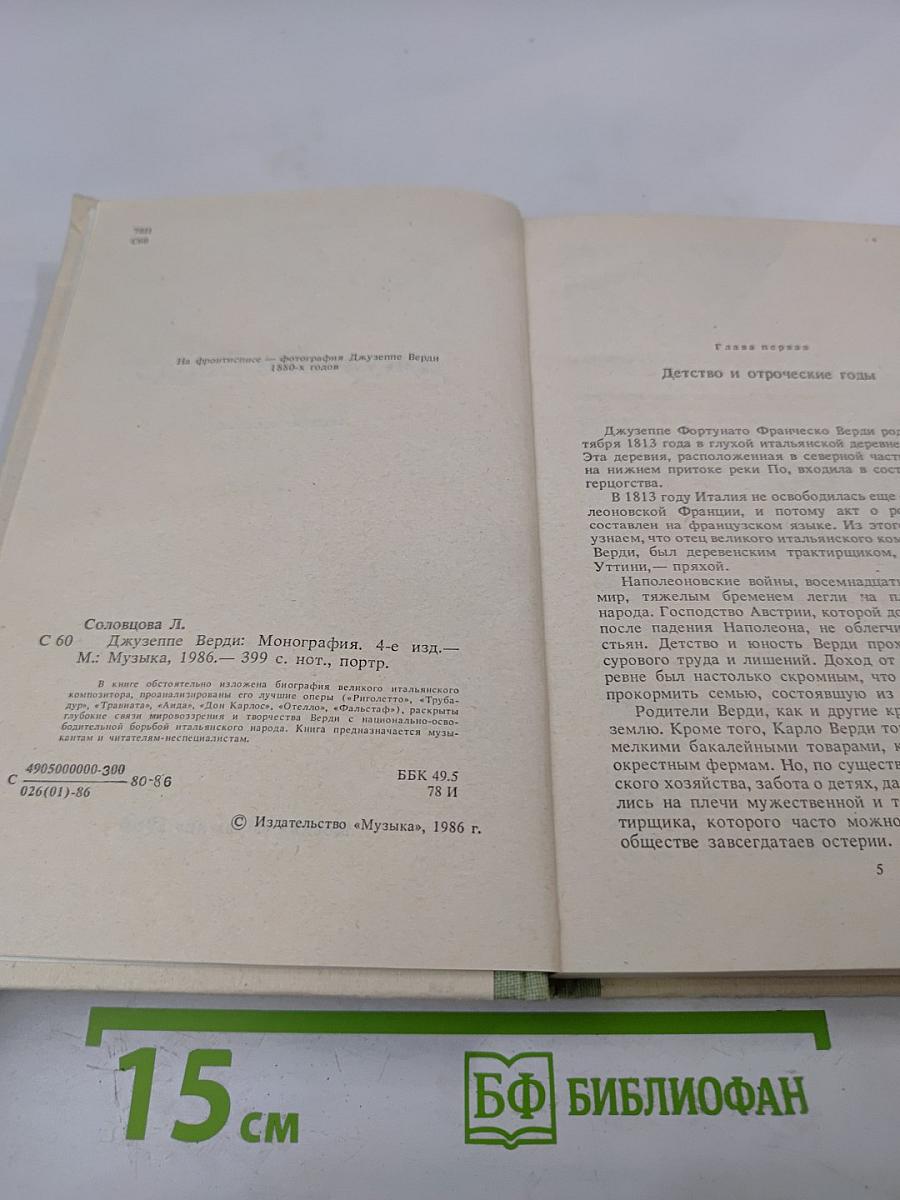 78И
С60
На фронтисписе — фотография Джузеппе Верди
1880-х годов
Соловцова Л.
С 60 Джузеппе Верди: Монография. 4-е изд.—
М.: Музыка, 1986.— 399 с. нот., портр.
В книге обстоятельно изложена биография великого итальянского
композитора, проанализированы его лучшие оперы («Риголетто», «Труба-
дур», «Травиата», «Аида», «Дон Карлос», «Отелло», «Фальстаф»), раскрыты
глубокие связи мировоззрения и творчества Верди с национально-осво-
бодительной борьбой итальянского народа. Книга предназначается музы-
кантам и читателям-неспециалистам.
С 4905000000-300 80-86
026(01)-86
ББК 49.5
78 И
© Издательство «Музыка», 1986 г.
Глава первая
Детство и отроческие годы
Джузеппе Фортунато Франческо Верди род
тября 1813 года в глухой итальянской деревне
Эта деревня, расположенная в северной част
на нижнем притоке реки По, входила в сост
герцогства.
В 1813 году Италия не освободилась еще
леоновской Франции, и потому акт о р
составлен на французском языке. Из этог
узнаем, что отец великого итальянского ком
Верди, был деревенским трактирщиком,
Уттини,— пряхой.
Наполеоновские войны, восемнадцат
мир, тяжелым бременем легли на пл
народа. Господство Австрии, которой до
после падения Наполеона, не облегчи
стьян. Детство и юность Верди прох
сурового труда и лишений. Доход от
ревне был настолько скромным, что
прокормить семью, состоявшую из
Родители Верди, как и другие кр
землю. Кроме того, Карло Верди то
мелкими бакалейными товарами, к
окрестным фермам. Но, по существ
ского хозяйства, забота о детях, да
лись на плечи мужественной и т
тирщика, которого часто можно
обществе завсегдатаев остерии.
5
15 см
БФ БИБЛИОФАН